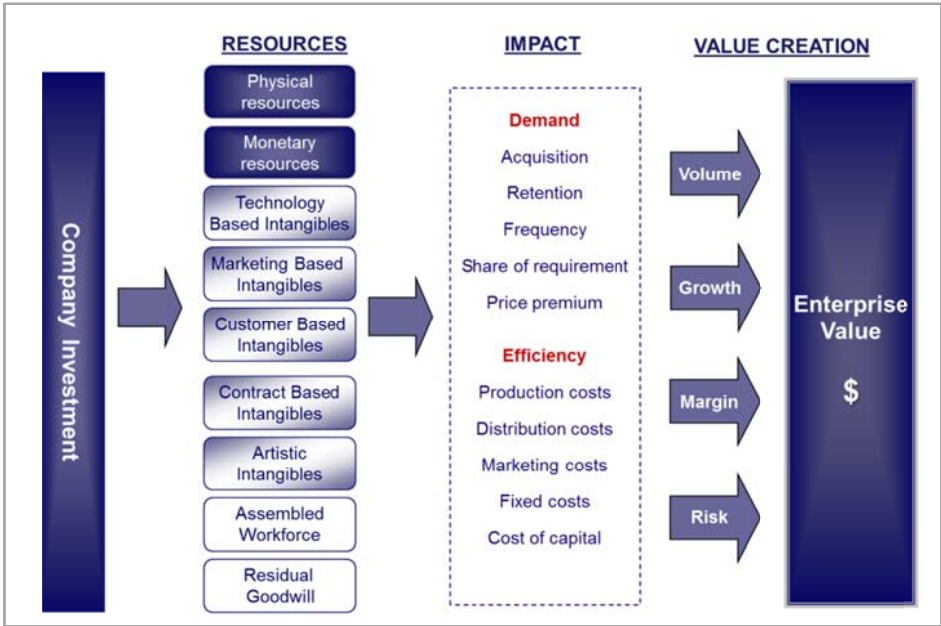 RESOURCES
IMPACT
VALUE CREATION
Company Investment
Physical
resources
Monetary
resources
Technology
Based Intangibles
Marketing Based
Intangibles
Customer Based
Intangibles
Contract Based
Intangibles
Artistic
Intangibles
Assembled
Workforce
Residual
Goodwill
Demand
Acquisition
Retention
Frequency
Share of requirement
Price premium
Efficiency
Production costs
Distribution costs
Marketing costs
Fixed costs
Cost of capital
Volume
Growth
Margin
Risk
Enterprise
Value
$